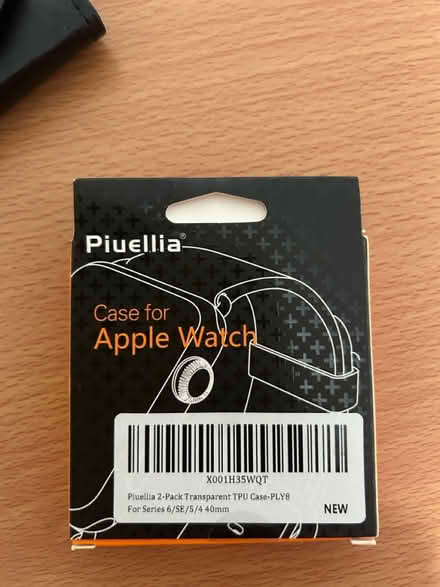 Piuellia®
Case for
Apple Watch
X001H35WQT
Piuellia 2-Pack Transparent TPU Case-PLY8
For Series 6/SE/5/4 40mm
NEW